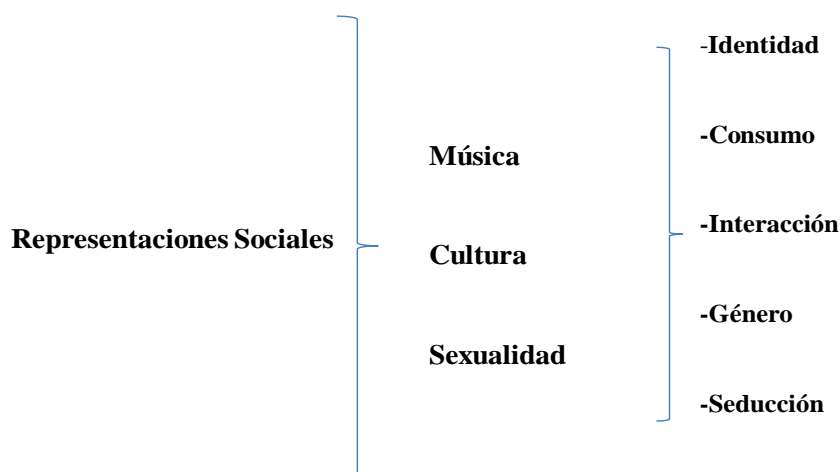 Representaciones Sociales
Música
Cultura
Sexualidad
-Identidad
-Consumo
-Interacción
-Género
-Seducción